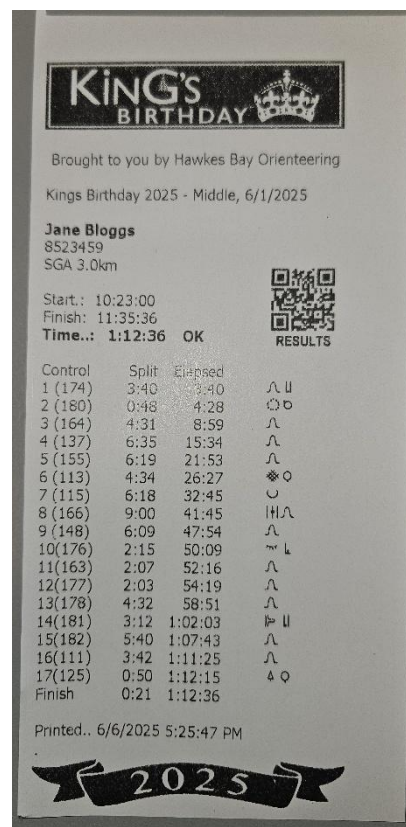 KiNG's
BIRTHDAY
Brought to you by Hawkes Bay Orienteering
Kings Birthday 2025 - Middle, 6/1/2025
Jane Bloggs
8523459
SGA 3.0km
Start.: 10:23:00
Finish: 11:35:36
Time..: 1:12:36 OK
RESULTS
Control Split Elapsed
1 (174) 3:40 3:40
2 (180) 0:48 4:28
3 (164) 4:31 8:59
4 (137) 6:35 15:34
5 (155) 6:19 21:53
6 (113) 4:34 26:27
7 (115) 6:18 32:45
8 (166) 9:00 41:45
9 (148) 6:09 47:54
10(176) 2:15 50:09
11(163) 2:07 52:16
12(177) 2:03 54:19
13(178) 4:32 58:51
14(181) 3:12 1:02:03
15(182) 5:40 1:07:43
16(111) 3:42 1:11:25
17(125) 0:50 1:12:15
Finish 0:21 1:12:36
Printed.. 6/6/2025 5:25:47 PM
2025